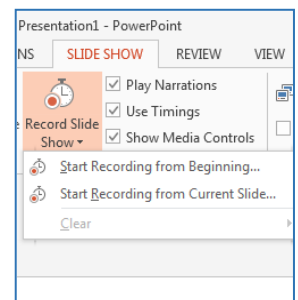 Presentation1 - PowerPoint
NS SLIDE SHOW REVIEW VIEW
Play Narrations
Use Timings
Show Media Controls
e Record Slide
Show
Start Recording from Beginning...
Start Recording from Current Slide...
Clear